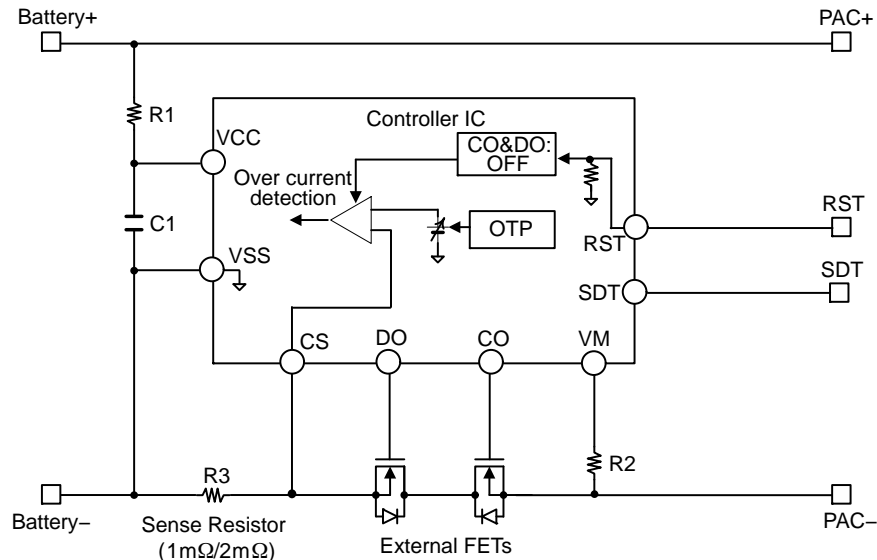 Battery+
PAC+
R1
Controller IC
VCC
CO&DO:
OFF
Over current
detection
C1
OTP
RST
RST
VSS
SDT
SDT
CS
DO
CO
VM
R3
R2
Battery−
Sense Resistor
(1mΩ/2mΩ)
External FETs
PAC−